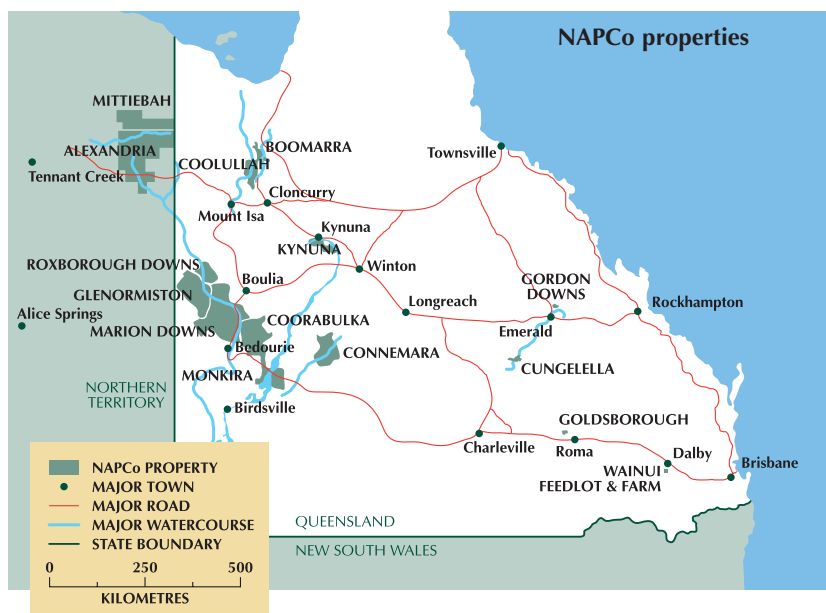 NAPCo properties
MITTIEBAH
ALEXANDRIA
Tennant Creek
COOLULLAH
BOOMARRA
Townsville
Cloncurry
Mount Isa
Kynuna
KYNUNA
ROXBOROUGH DOWNS
Boulia
Winton
GLENORMISTON
GORDON
DOWNS
Alice Springs
Longreach
Rockhampton
MARION DOWNS
COORABULKA
Emerald
Bedourie
CONNEMARA
CUNGELELLA
MONKIRA
NORTHERN
TERRITORY
Birdsville
GOLDSBOROUGH
Charleville
Roma
Dalby
WAINUI
FEEDLOT & FARM
Brisbane
NAPCo PROPERTY
MAJOR TOWN
MAJOR ROAD
MAJOR WATERCOURSE
STATE BOUNDARY
0 250 500
KILOMETRES
QUEENSLAND
NEW SOUTH WALES